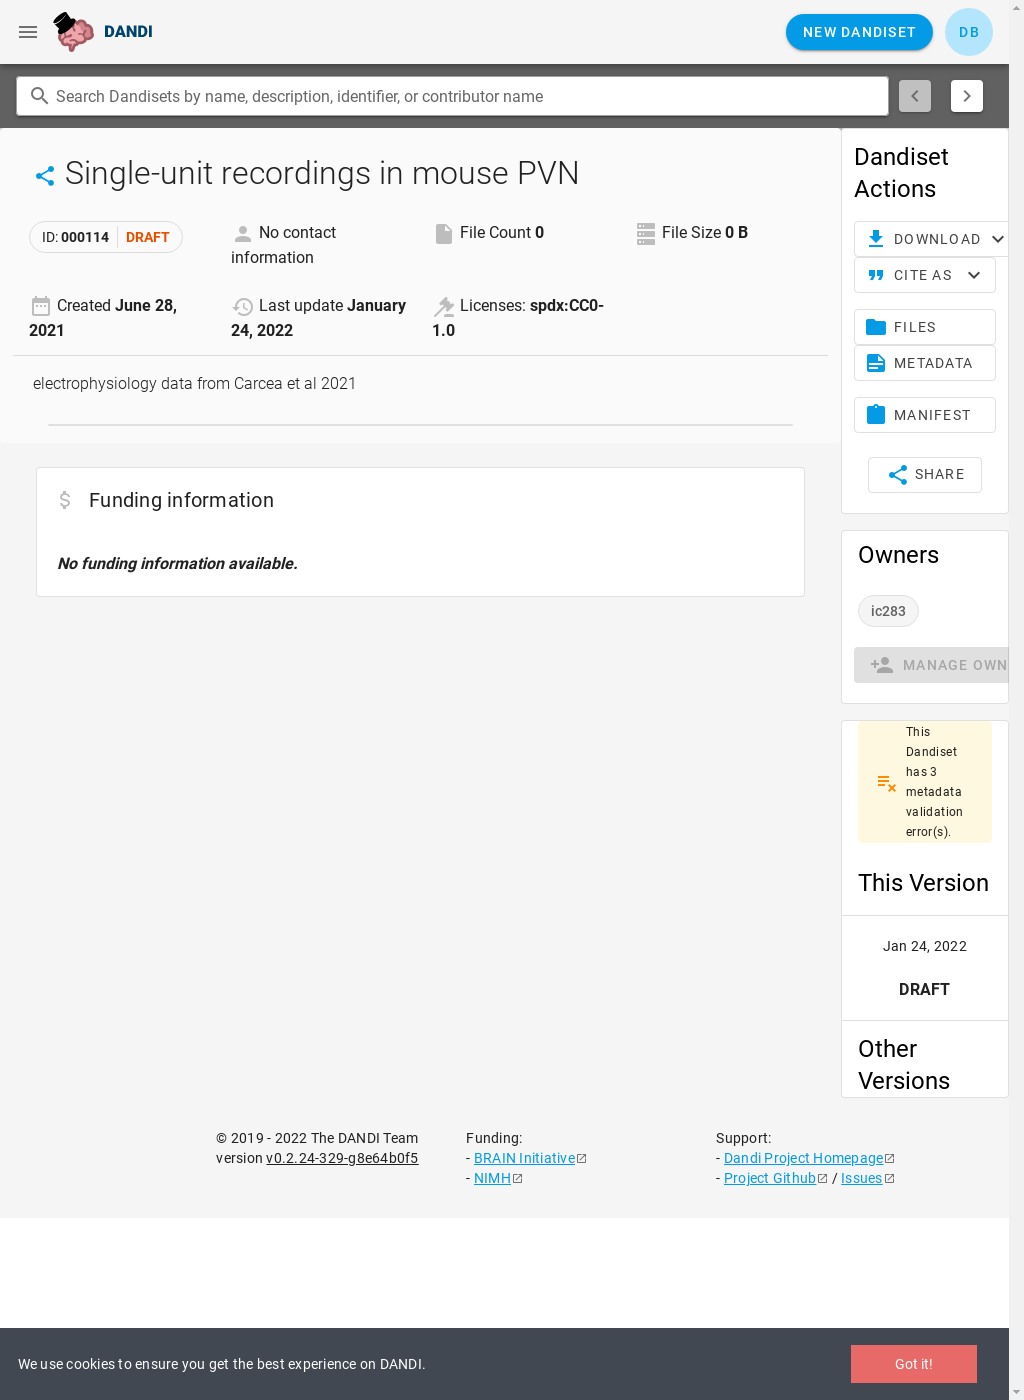 DANDI
NEW DANDISET
DB
Search Dandisets by name, description, identifier, or contributor name
Single-unit recordings in mouse PVN
ID: 000114 DRAFT
No contact
information
File Count 0
File Size 0 B
Created June 28,
2021
Last update January
24, 2022
Licenses: spdx:CC0-
1.0
electrophysiology data from Carcea et al 2021
Funding information
No funding information available.
Dandiset
Actions
DOWNLOAD
CITE AS
FILES
METADATA
MANIFEST
SHARE
Owners
ic283
MANAGE OWN
This
Dandiset
has 3
metadata
validation
error(s).
This Version
Jan 24, 2022
DRAFT
Other
Versions
© 2019 - 2022 The DANDI Team
version v0.2.24-329-g8e64b0f5
Funding:
- BRAIN Initiative
- NIMH
Support:
- Dandi Project Homepage
- Project Github / Issues
We use cookies to ensure you get the best experience on DANDI.
Got it!